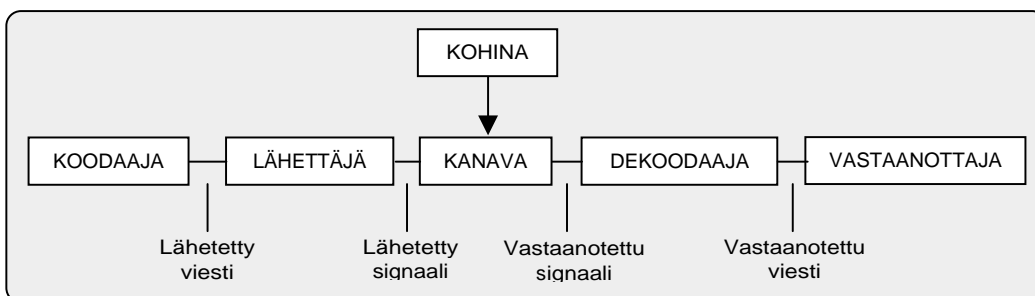 KOHINA
KOODAAJA
LÄHETTÄJÄ
KANAVA
DEKOODAAJA
VASTAANOTTAJA
Lähetetty
viesti
Lähetetty
signaali
Vastaanotettu
signaali
Vastaanotettu
viesti